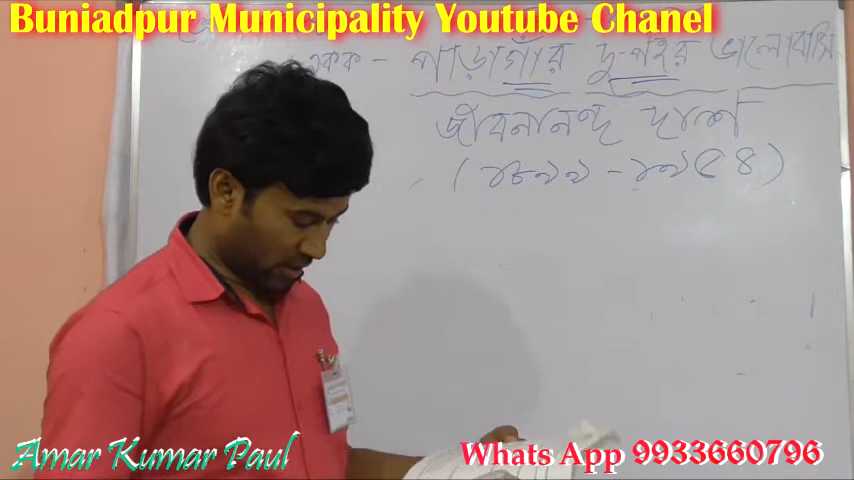 Buniadpur Municipality Youtube Chanel
একক - পাড়াগাঁর দু-পহর ভালোবাসি
জীবনানন্দ দাশ
(১৮৯৯ - ১৯৫৪)
Amar Kumar Paul
Whats App 9933660796